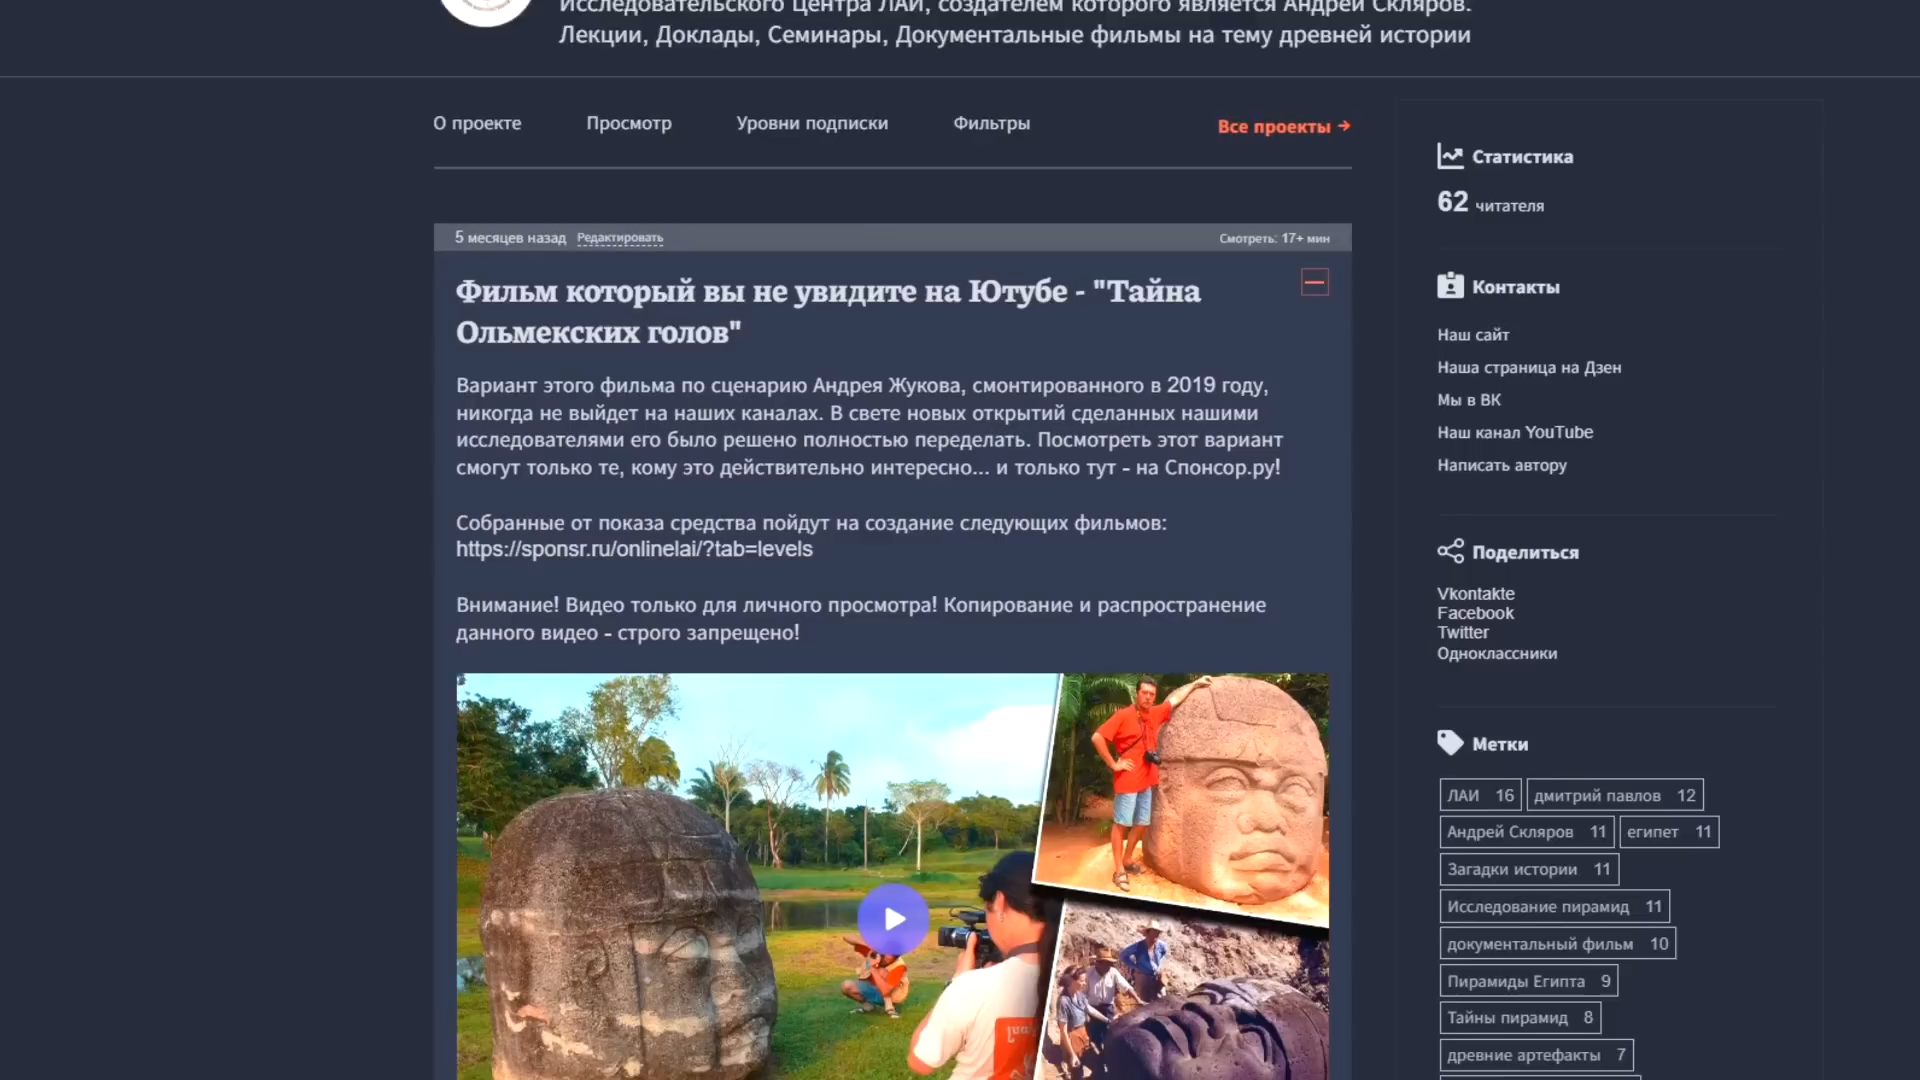 Исследовательского Центра ЛАИ, создателем которого является Андрей Скляров.
Лекции, Доклады, Семинары, Документальные фильмы на тему древней истории
О проекте
Просмотр
Уровни подписки
Фильтры
Все проекты →
5 месяцев назад Редактировать
Смотреть: 17+ мин
Фильм который вы не увидите на Ютубе - "Тайна
Ольмекских голов"
Вариант этого фильма по сценарию Андрея Жукова, смонтированного в 2019 году,
никогда не выйдет на наших каналах. В свете новых открытий сделанных нашими
исследователями его было решено полностью переделать. Посмотреть этот вариант
смогут только те, кому это действительно интересно... и только тут - на Спонсор.ру!
Собранные от показа средства пойдут на создание следующих фильмов:
https://sponsr.ru/onlinelai/?tab=levels
Внимание! Видео только для личного просмотра! Копирование и распространение
данного видео - строго запрещено!
Статистика
62 читателя
Контакты
Наш сайт
Наша страница на Дзен
Мы в ВК
Наш канал YouTube
Написать автору
Поделиться
Vkontakte
Facebook
Twitter
Одноклассники
Метки
ЛАИ 16 дмитрий павлов 12
Андрей Скляров 11 египет 11
Загадки истории 11
Исследование пирамид 11
документальный фильм 10
Пирамиды Египта 9
Тайны пирамид 8
древние артефакты 7